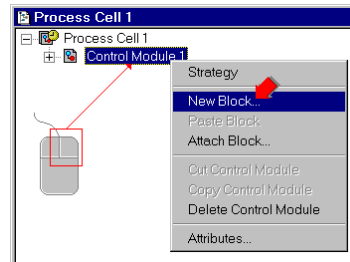 Process Cell 1
Process Cell 1
Control Module 1
Strategy
New Block...
Paste Block
Attach Block...
Cut Control Module
Copy Control Module
Delete Control Module
Attributes...